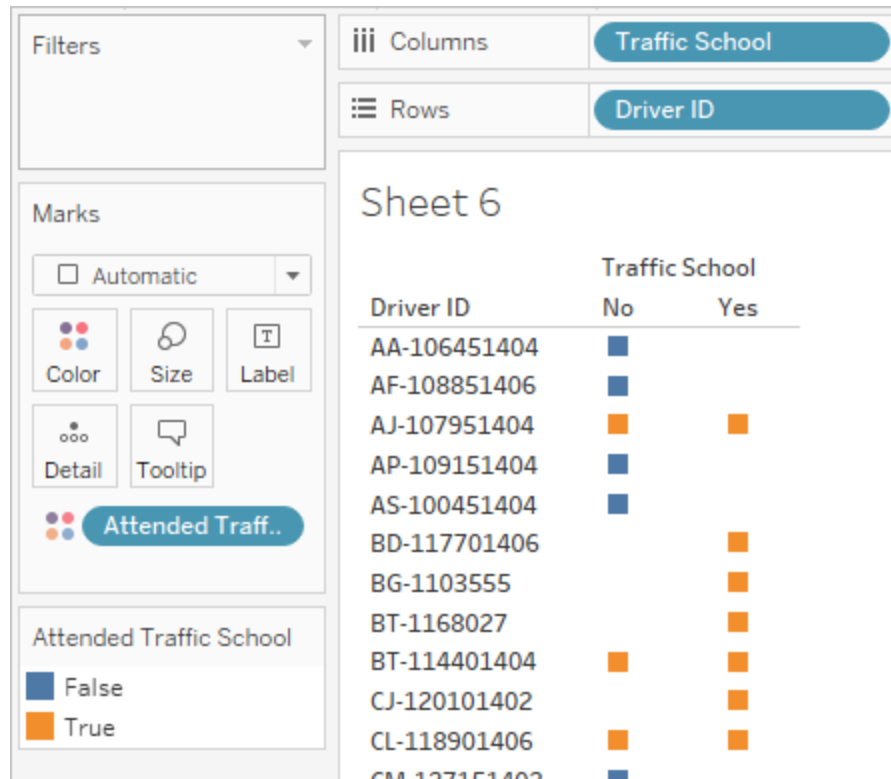 Filters
Columns
Traffic School
Rows
Driver ID
Marks
Automatic
Color
Size
T
Label
Detail
Tooltip
Attended Traff..
Attended Traffic School
False
True
Sheet 6
Traffic School
Driver ID No Yes
AA-106451404
AF-108851406
AJ-107951404
AP-109151404
AS-100451404
BD-117701406
BG-1103555
BT-1168027
BT-114401404
CJ-120101402
CL-118901406